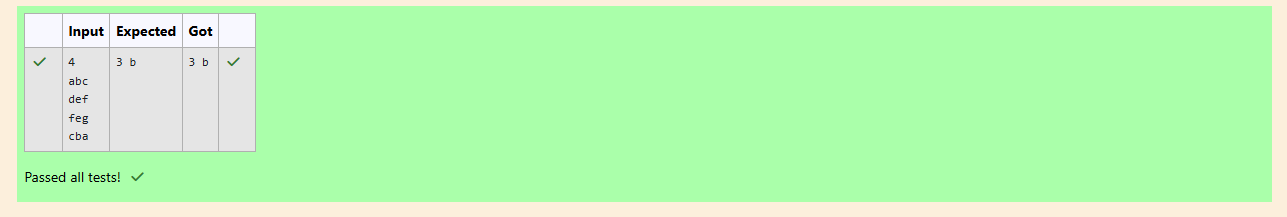 Input Expected Got
4 3 b 3 b
abc
def
feg
cba
Passed all tests!